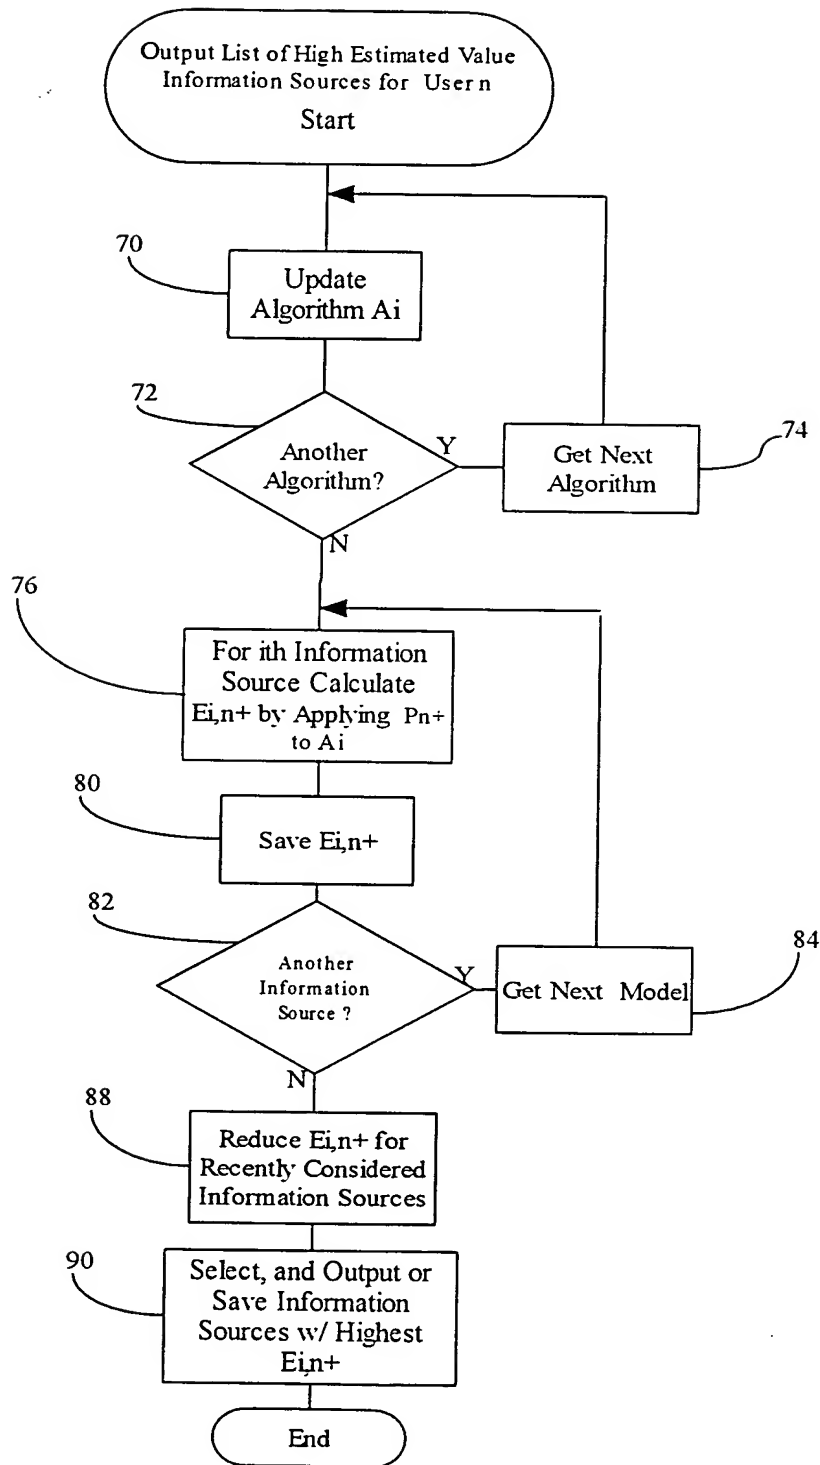 Output List of High Estimated Value
Information Sources for User n
Start
70
Update
Algorithm Ai
72
Another
Algorithm?
Y
Get Next
Algorithm
74
N
76
For ith Information
Source Calculate
Ei,n+ by Applying Pn+
to Ai
80
Save Ei,n+
82
Another
Information
Source ?
Y
Get Next Model
84
N
88
Reduce Ei,n+ for
Recently Considered
Information Sources
90
Select, and Output or
Save Information
Sources w/ Highest
Ei,n+
End